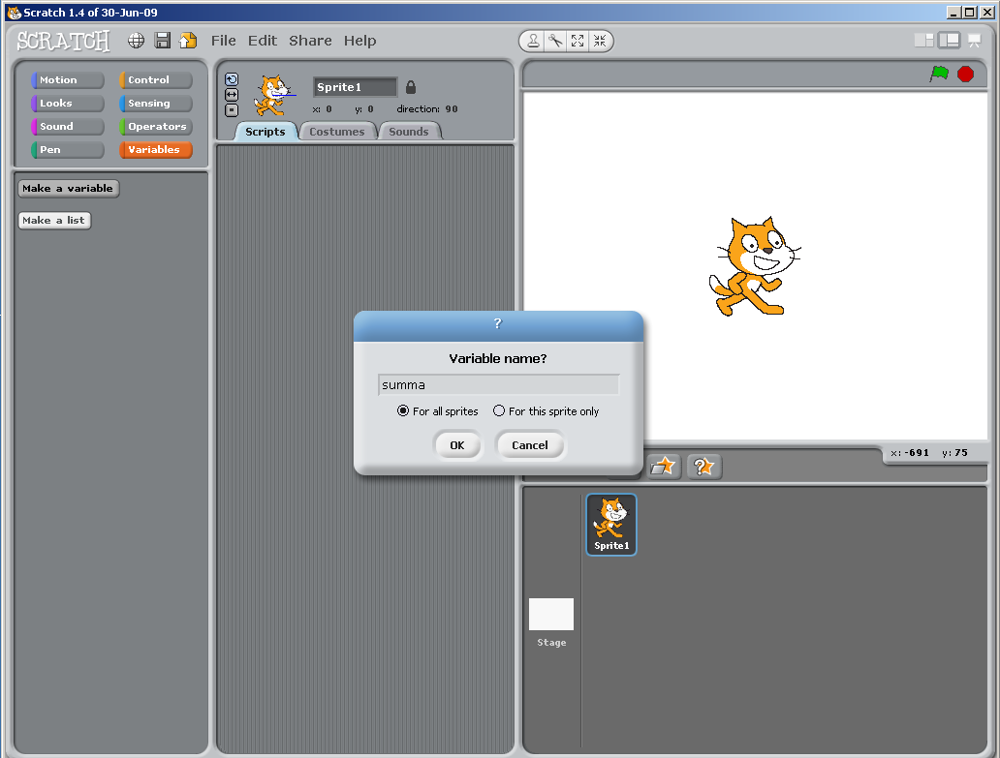 Scratch 1.4 of 30-Jun-09
SCRATCH File Edit Share Help
Motion Control
Looks Sensing
Sound Operators
Pen Variables
Make a variable
Make a list
Sprite1
x: 0 y: 0 direction: 90
Scripts Costumes Sounds
?
Variable name?
summa
For all sprites For this sprite only
OK Cancel
x: -691 y: 75
Sprite1
Stage